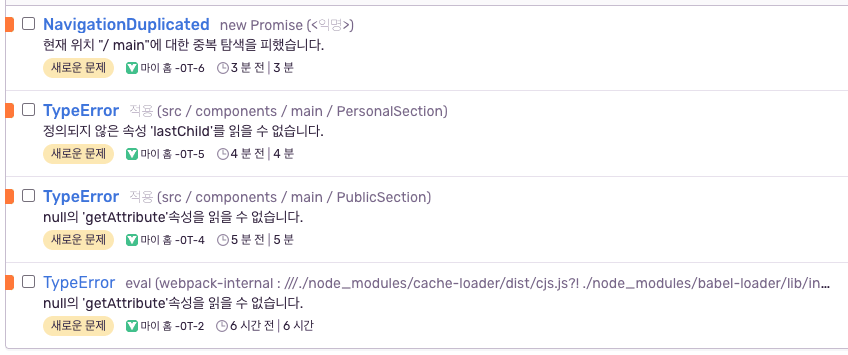 NavigationDuplicated new Promise (<익명>)
현재 위치 "/ main"에 대한 중복 탐색을 피했습니다.
새로운 문제 마이 홈 -0T-6 3 분 전 | 3 분
TypeError 적용 (src / components / main / PersonalSection)
정의되지 않은 속성 'lastChild'를 읽을 수 없습니다.
새로운 문제 마이 홈 -0T-5 4 분 전 | 4 분
TypeError 적용 (src / components / main / PublicSection)
null의 'getAttribute'속성을 읽을 수 없습니다.
새로운 문제 마이 홈 -0T-4 5 분 전 | 5 분
TypeError eval (webpack-internal : ///./node_modules/cache-loader/dist/cjs.js?! ./node_modules/babel-loader/lib/in...
null의 'getAttribute'속성을 읽을 수 없습니다.
새로운 문제 마이 홈 -0T-2 6 시간 전 | 6 시간